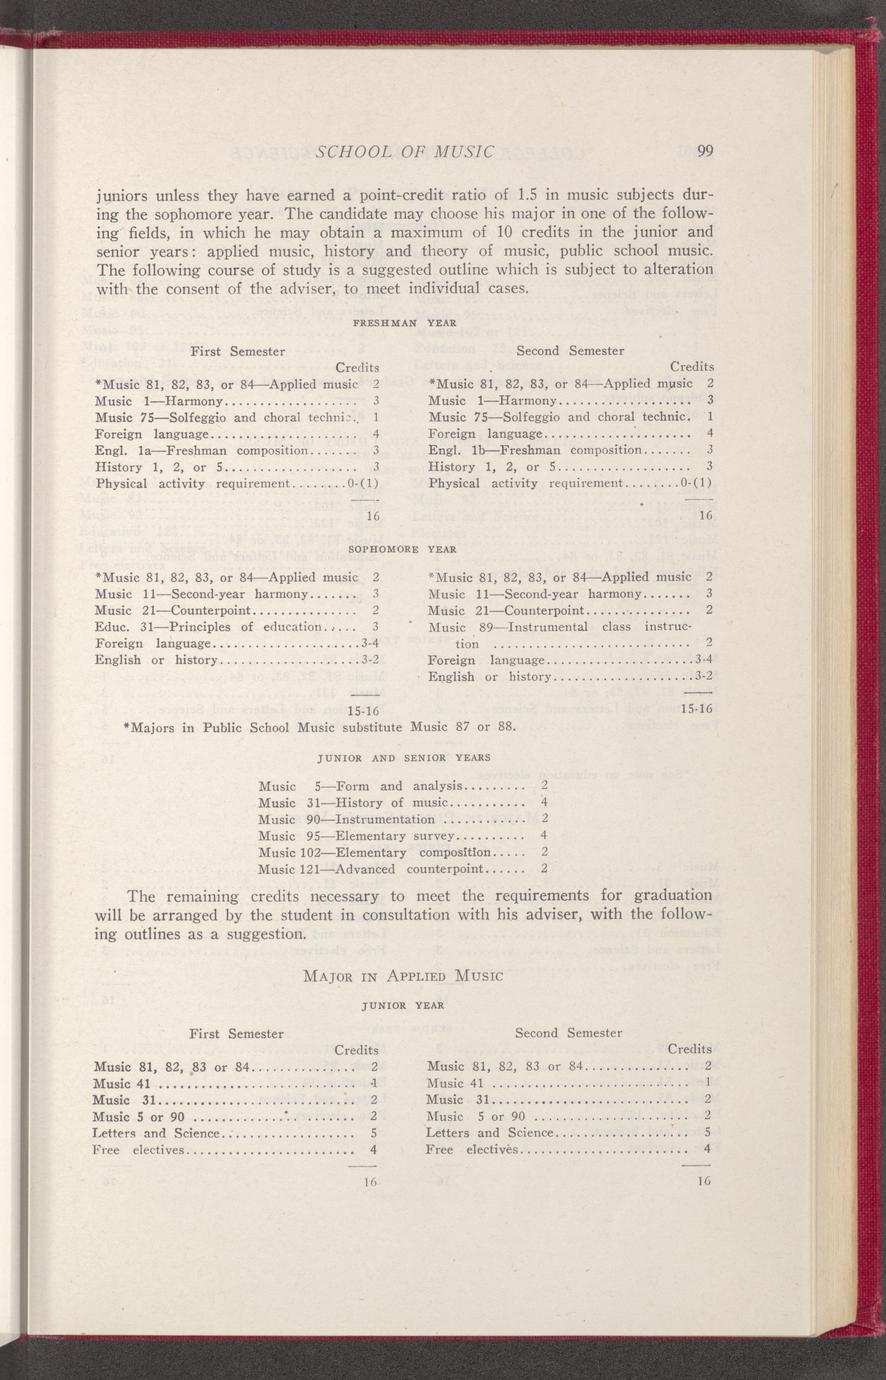 SCHOOL OF MUSIC 99
juniors unless they have earned a point-credit ratio of 1.5 in music subjects dur-
ing the sophomore year. The candidate may choose his major in one of the follow-
ing fields, in which he may obtain a maximum of 10 credits in the junior and
senior years: applied music, history and theory of music, public school music.
The following course of study is a suggested outline which is subject to alteration
with the consent of the adviser, to meet individual cases.
FRESHMAN YEAR
First Semester
Credits
*Music 81, 82, 83, or 84—Applied music 2
Music 1—Harmony................... 3
Music 75—Solfeggio and choral technic.. 1
Foreign language..................... 4
Engl. 1a—Freshman composition....... 3
History 1, 2, or 5................... 3
Physical activity requirement........0-(1)
16
Second Semester
Credits
*Music 81, 82, 83, or 84—Applied music 2
Music 1—Harmony................... 3
Music 75—Solfeggio and choral technic. 1
Foreign language..................... 4
Engl. 1b—Freshman composition....... 3
History 1, 2, or 5................... 3
Physical activity requirement........0-(1)
16
SOPHOMORE YEAR
*Music 81, 82, 83, or 84—Applied music 2
Music 11—Second-year harmony....... 3
Music 21—Counterpoint............... 2
Educ. 31—Principles of education..... 3
Foreign language.....................3-4
English or history....................3-2
15-16
*Music 81, 82, 83, or 84—Applied music 2
Music 11—Second-year harmony....... 3
Music 21—Counterpoint............... 2
Music 89—Instrumental class instruc-
tion ............................ 2
Foreign language.....................3-4
English or history....................3-2
15-16
*Majors in Public School Music substitute Music 87 or 88.
JUNIOR AND SENIOR YEARS
Music 5—Form and analysis......... 2
Music 31—History of music........... 4
Music 90—Instrumentation ............ 2
Music 95—Elementary survey.......... 4
Music 102—Elementary composition..... 2
Music 121—Advanced counterpoint...... 2
The remaining credits necessary to meet the requirements for graduation
will be arranged by the student in consultation with his adviser, with the follow-
ing outlines as a suggestion.
MAJOR IN APPLIED MUSIC
JUNIOR YEAR
First Semester
Credits
Music 81, 82, 83 or 84............... 2
Music 41 ............................ 1
Music 31............................ 2
Music 5 or 90 ...................... 2
Letters and Science................... 5
Free electives........................ 4
16
Second Semester
Credits
Music 81, 82, 83 or 84............... 2
Music 41 ............................ 1
Music 31............................ 2
Music 5 or 90 ...................... 2
Letters and Science................... 5
Free electives........................ 4
16